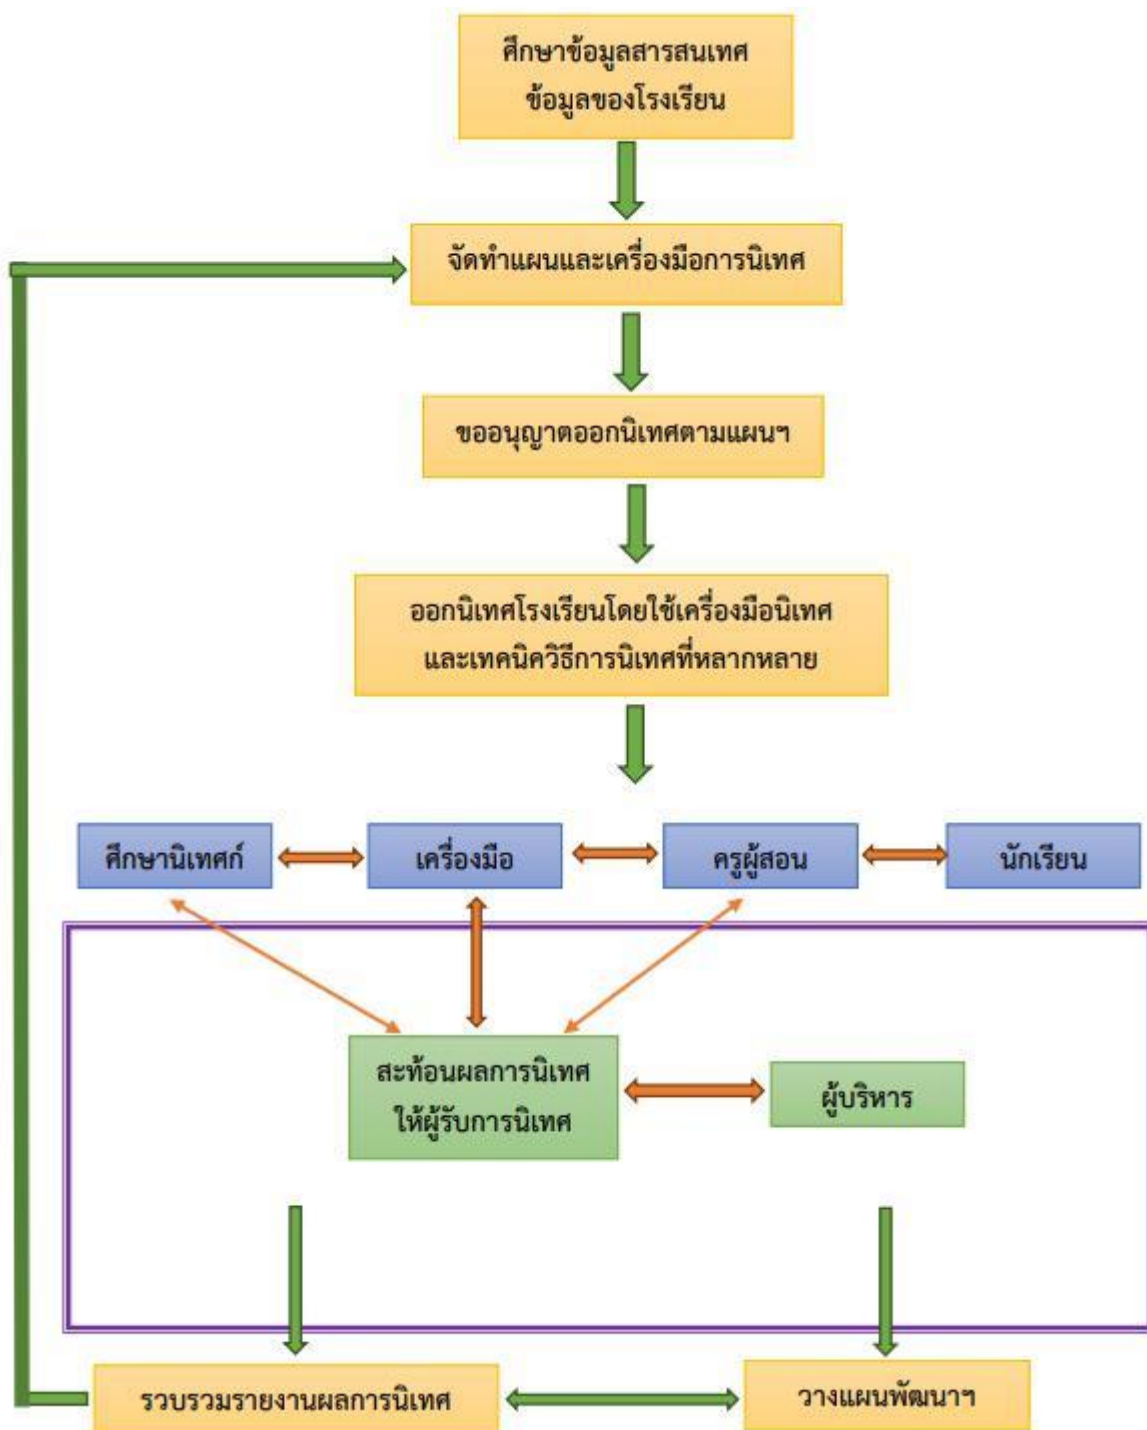 ศึกษาข้อมูลสารสนเทศ
ข้อมูลของโรงเรียน
จัดทำแผนและเครื่องมือการนิเทศ
ขออนุญาตออกนิเทศตามแผนฯ
ออกนิเทศโรงเรียนโดยใช้เครื่องมือนิเทศ
และเทคนิควิธีการนิเทศที่หลากหลาย
ศึกษานิเทศก์
เครื่องมือ
ครูผู้สอน
นักเรียน
สะท้อนผลการนิเทศ
ให้ผู้รับการนิเทศ
ผู้บริหาร
รวบรวมรายงานผลการนิเทศ
วางแผนพัฒนาฯ